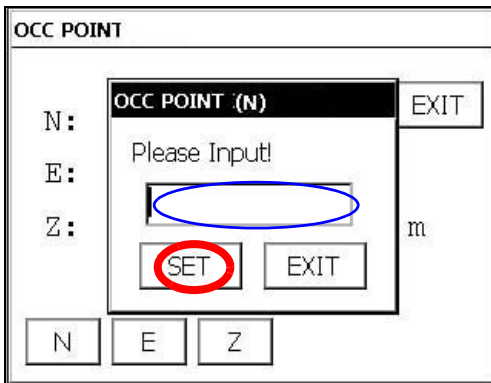 OCC POINT
OCC POINT :(N)
EXIT
N:
Please Input!
E:
Z:
m
SET
EXIT
N
E
Z